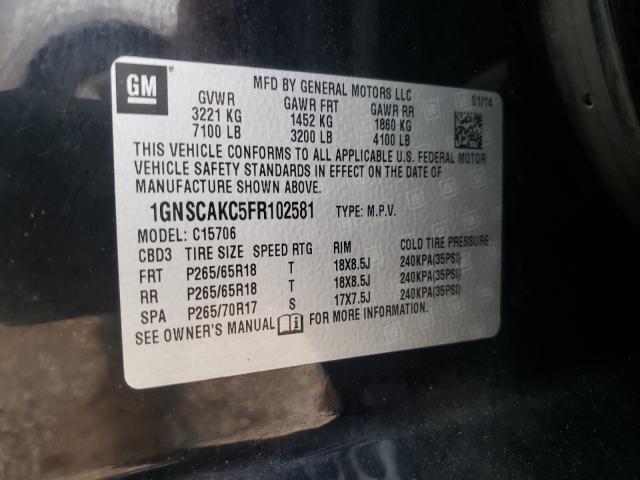 GM
MFD BY GENERAL MOTORS LLC 01/14
GVWR GAWR FRT GAWR RR
3221 KG 1452 KG 1860 KG
7100 LB 3200 LB 4100 LB
THIS VEHICLE CONFORMS TO ALL APPLICABLE U.S. FEDERAL MOTOR
VEHICLE SAFETY STANDARDS IN EFFECT ON THE DATE OF
MANUFACTURE SHOWN ABOVE.
1GNSCAKC5FR102581 TYPE: M.P.V.
MODEL: C15706
CBD3 TIRE SIZE SPEED RTG RIM COLD TIRE PRESSURE
FRT P265/65R18 T 18X8.5J 240KPA(35PSI)
RR P265/65R18 T 18X8.5J 240KPA(35PSI)
SPA P265/70R17 S 17X7.5J 240KPA(35PSI)
SEE OWNER'S MANUAL FOR MORE INFORMATION.